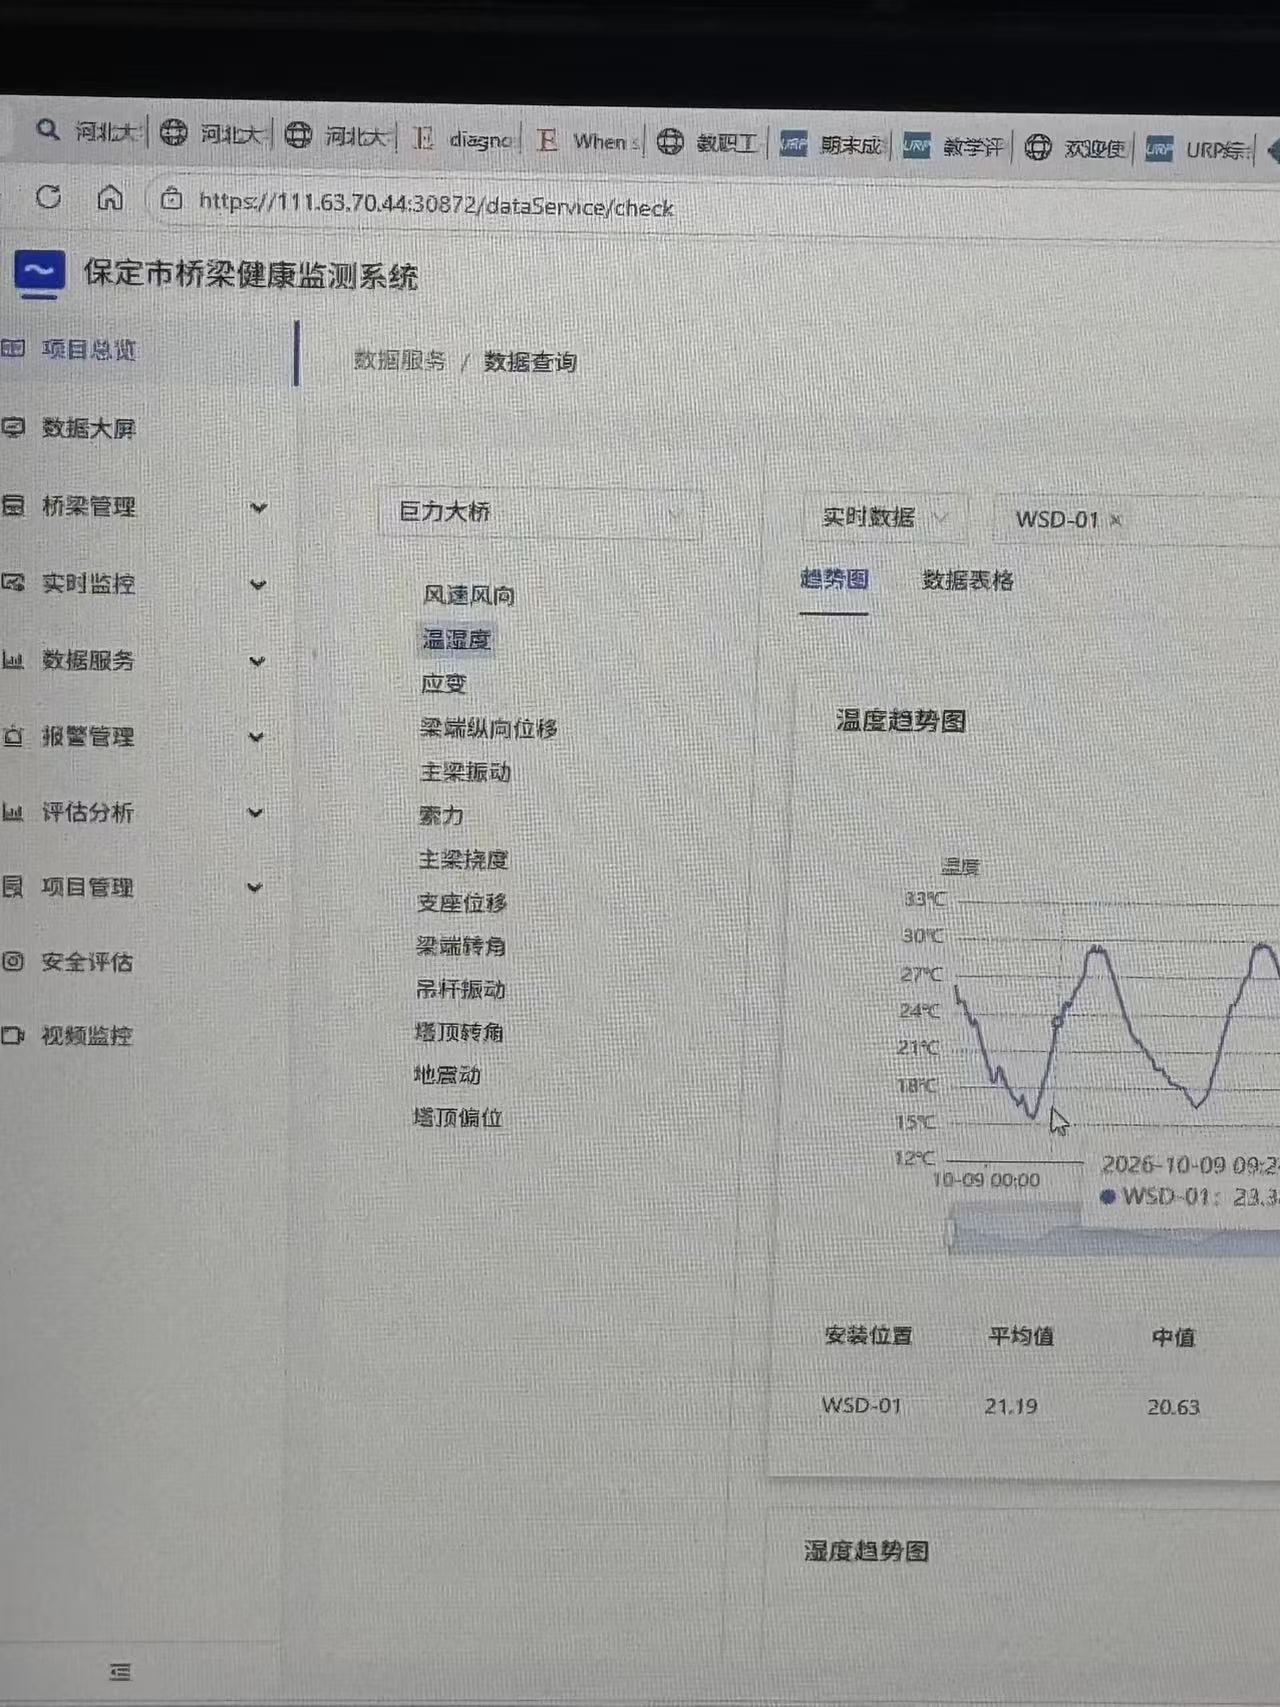 河北大 河北大 河北大 diagno When s 教职工 期末成 URP 教学评 欢迎使 URP URP综
https://111.63.70.44:30872/dataService/check
保定市桥梁健康监测系统
项目总览
数据大屏
桥梁管理
实时监控
数据服务
报警管理
评估分析
项目管理
安全评估
视频监控
数据服务 / 数据查询
巨力大桥
风速风向
温湿度
应变
梁端纵向位移
主梁振动
索力
主梁挠度
支座位移
梁端转角
吊杆振动
塔顶转角
地震动
塔顶偏位
实时数据 WSD-01 ×
趋势图 数据表格
温度趋势图
温度
33℃
30℃
27℃
24℃
21℃
18℃
15℃
12℃
10-09 00:00
2026-10-09 09:2
WSD-01: 23.3
安装位置 平均值 中值
WSD-01 21.19 20.63
湿度趋势图